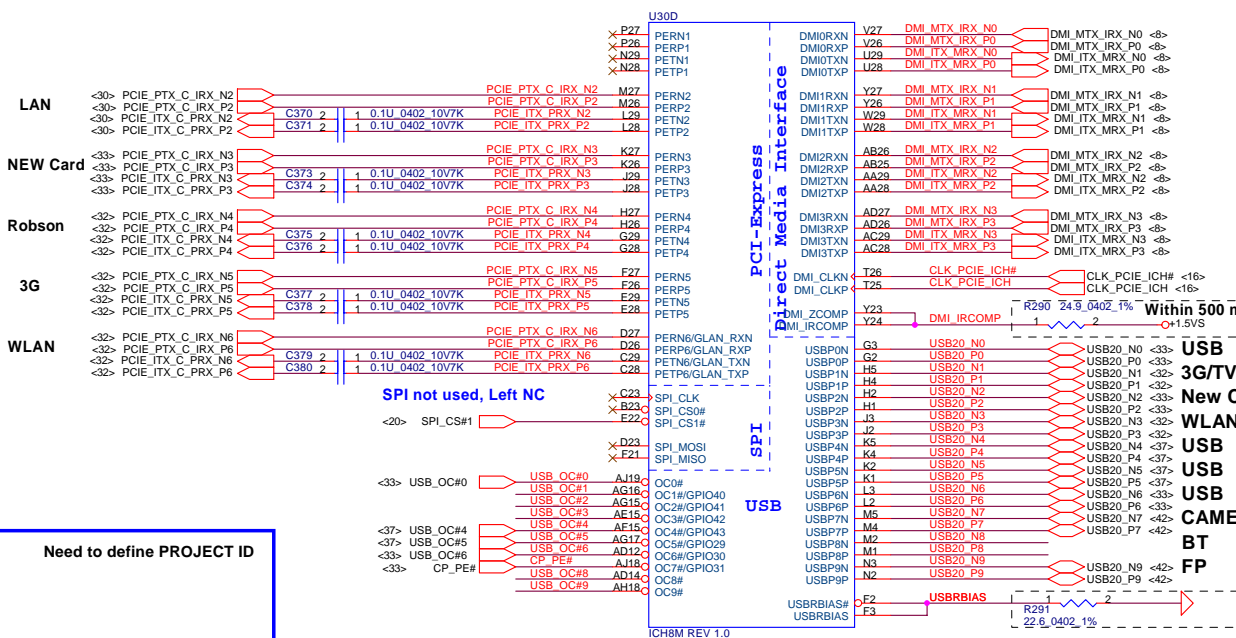 U30D
P27 PERN1
P26 PERP1
N29 PETN1
N28 PETP1
LAN
<30> PCIE_PTX_C_IRX_N2 PCIE_PTX_C_IRX_N2 M27 PERN2
<30> PCIE_PTX_C_IRX_P2 PCIE_PTX_C_IRX_P2 M26 PERP2
<30> PCIE_ITX_C_PRX_N2 C370 2 1 0.1U_0402_10V7K PCIE_ITX_PRX_N2 L29 PETN2
<30> PCIE_ITX_C_PRX_P2 C371 2 1 0.1U_0402_10V7K PCIE_ITX_PRX_P2 L28 PETP2
NEW Card
<33> PCIE_PTX_C_IRX_N3 PCIE_PTX_C_IRX_N3 K27 PERN3
<33> PCIE_PTX_C_IRX_P3 PCIE_PTX_C_IRX_P3 K26 PERP3
<33> PCIE_ITX_C_PRX_N3 C373 2 1 0.1U_0402_10V7K PCIE_ITX_PRX_N3 J29 PETN3
<33> PCIE_ITX_C_PRX_P3 C374 2 1 0.1U_0402_10V7K PCIE_ITX_PRX_P3 J28 PETP3
Robson
<32> PCIE_PTX_C_IRX_N4 PCIE_PTX_C_IRX_N4 H27 PERN4
<32> PCIE_PTX_C_IRX_P4 PCIE_PTX_C_IRX_P4 H26 PERP4
<32> PCIE_ITX_C_PRX_N4 C375 2 1 0.1U_0402_10V7K PCIE_ITX_PRX_N4 G29 PETN4
<32> PCIE_ITX_C_PRX_P4 C376 2 1 0.1U_0402_10V7K PCIE_ITX_PRX_P4 G28 PETP4
3G
<32> PCIE_PTX_C_IRX_N5 PCIE_PTX_C_IRX_N5 F27 PERN5
<32> PCIE_PTX_C_IRX_P5 PCIE_PTX_C_IRX_P5 F26 PERP5
<32> PCIE_ITX_C_PRX_N5 C377 2 1 0.1U_0402_10V7K PCIE_ITX_PRX_N5 E29 PETN5
<32> PCIE_ITX_C_PRX_P5 C378 2 1 0.1U_0402_10V7K PCIE_ITX_PRX_P5 E28 PETP5
WLAN
<32> PCIE_PTX_C_IRX_N6 PCIE_PTX_C_IRX_N6 D27 PERN6/GLAN_RXN
<32> PCIE_PTX_C_IRX_P6 PCIE_PTX_C_IRX_P6 D26 PERP6/GLAN_RXP
<32> PCIE_ITX_C_PRX_N6 C379 2 1 0.1U_0402_10V7K PCIE_ITX_PRX_N6 C29 PETN6/GLAN_TXN
<32> PCIE_ITX_C_PRX_P6 C380 2 1 0.1U_0402_10V7K PCIE_ITX_PRX_P6 C28 PETP6/GLAN_TXP
SPI not used, Left NC
C23 SPI_CLK
B23 SPI_CS0#
<20> SPI_CS#1 E22 SPI_CS1#
D23 SPI_MOSI
F21 SPI_MISO
<33> USB_OC#0 USB_OC#0 AJ19 OC0#
USB_OC#1 AG16 OC1#/GPIO40
USB_OC#2 AG15 OC2#/GPIO41
USB_OC#3 AE15 OC3#/GPIO42
<37> USB_OC#4 USB_OC#4 AF15 OC4#/GPIO43
<37> USB_OC#5 USB_OC#5 AG17 OC5#/GPIO29
<33> USB_OC#6 USB_OC#6 AD12 OC6#/GPIO30
<33> CP_PE# CP_PE# AJ18 OC7#/GPIO31
USB_OC#8 AD14 OC8#
USB_OC#9 AH18 OC9#
PCI-Express
Direct Media Interface
SPI
USB
DMI0RXN V27 DMI_MTX_IRX_N0 DMI_MTX_IRX_N0 <8>
DMI0RXP V26 DMI_MTX_IRX_P0 DMI_MTX_IRX_P0 <8>
DMI0TXN U29 DMI_ITX_MRX_N0 DMI_ITX_MRX_N0 <8>
DMI0TXP U28 DMI_ITX_MRX_P0 DMI_ITX_MRX_P0 <8>
DMI1RXN Y27 DMI_MTX_IRX_N1 DMI_MTX_IRX_N1 <8>
DMI1RXP Y26 DMI_MTX_IRX_P1 DMI_MTX_IRX_P1 <8>
DMI1TXN W29 DMI_ITX_MRX_N1 DMI_ITX_MRX_N1 <8>
DMI1TXP W28 DMI_ITX_MRX_P1 DMI_ITX_MRX_P1 <8>
DMI2RXN AB26 DMI_MTX_IRX_N2 DMI_MTX_IRX_N2 <8>
DMI2RXP AB25 DMI_MTX_IRX_P2 DMI_MTX_IRX_P2 <8>
DMI2TXN AA29 DMI_ITX_MRX_N2 DMI_ITX_MRX_N2 <8>
DMI2TXP AA28 DMI_ITX_MRX_P2 DMI_ITX_MRX_P2 <8>
DMI3RXN AD27 DMI_MTX_IRX_N3 DMI_MTX_IRX_N3 <8>
DMI3RXP AD26 DMI_MTX_IRX_P3 DMI_MTX_IRX_P3 <8>
DMI3TXN AC29 DMI_ITX_MRX_N3 DMI_ITX_MRX_N3 <8>
DMI3TXP AC28 DMI_ITX_MRX_P3 DMI_ITX_MRX_P3 <8>
DMI_CLKN T26 CLK_PCIE_ICH# CLK_PCIE_ICH# <16>
DMI_CLKP T25 CLK_PCIE_ICH CLK_PCIE_ICH <16>
R290 24.9_0402_1% Within 500 m
DMI_ZCOMP Y23
DMI_IRCOMP Y24 DMI_IRCOMP 1 2 +1.5VS
USBP0N G3 USB20_N0 USB20_N0 <33> USB
USBP0P G2 USB20_P0 USB20_P0 <33>
USBP1N H5 USB20_N1 USB20_N1 <32> 3G/TV
USBP1P H4 USB20_P1 USB20_P1 <32>
USBP2N H2 USB20_N2 USB20_N2 <33> New C
USBP2P H1 USB20_P2 USB20_P2 <33>
USBP3N J3 USB20_N3 USB20_N3 <32> WLAN
USBP3P J2 USB20_P3 USB20_P3 <32>
USBP4N K5 USB20_N4 USB20_N4 <37> USB
USBP4P K4 USB20_P4 USB20_P4 <37>
USBP5N K2 USB20_N5 USB20_N5 <37> USB
USBP5P K1 USB20_P5 USB20_P5 <37>
USBP6N L3 USB20_N6 USB20_N6 <33> USB
USBP6P L2 USB20_P6 USB20_P6 <33>
USBP7N M5 USB20_N7 USB20_N7 <42> CAME
USBP7P M4 USB20_P7 USB20_P7 <42>
USBP8N M2 USB20_N8 BT
USBP8P M1 USB20_P8
USBP9N N3 USB20_N9 USB20_N9 <42> FP
USBP9P N2 USB20_P9 USB20_P9 <42>
USBRBIAS# F2 USBRBIAS 1 2
USBRBIAS F3
R291
22.6_0402_1%
ICH8M REV 1.0
Need to define PROJECT ID